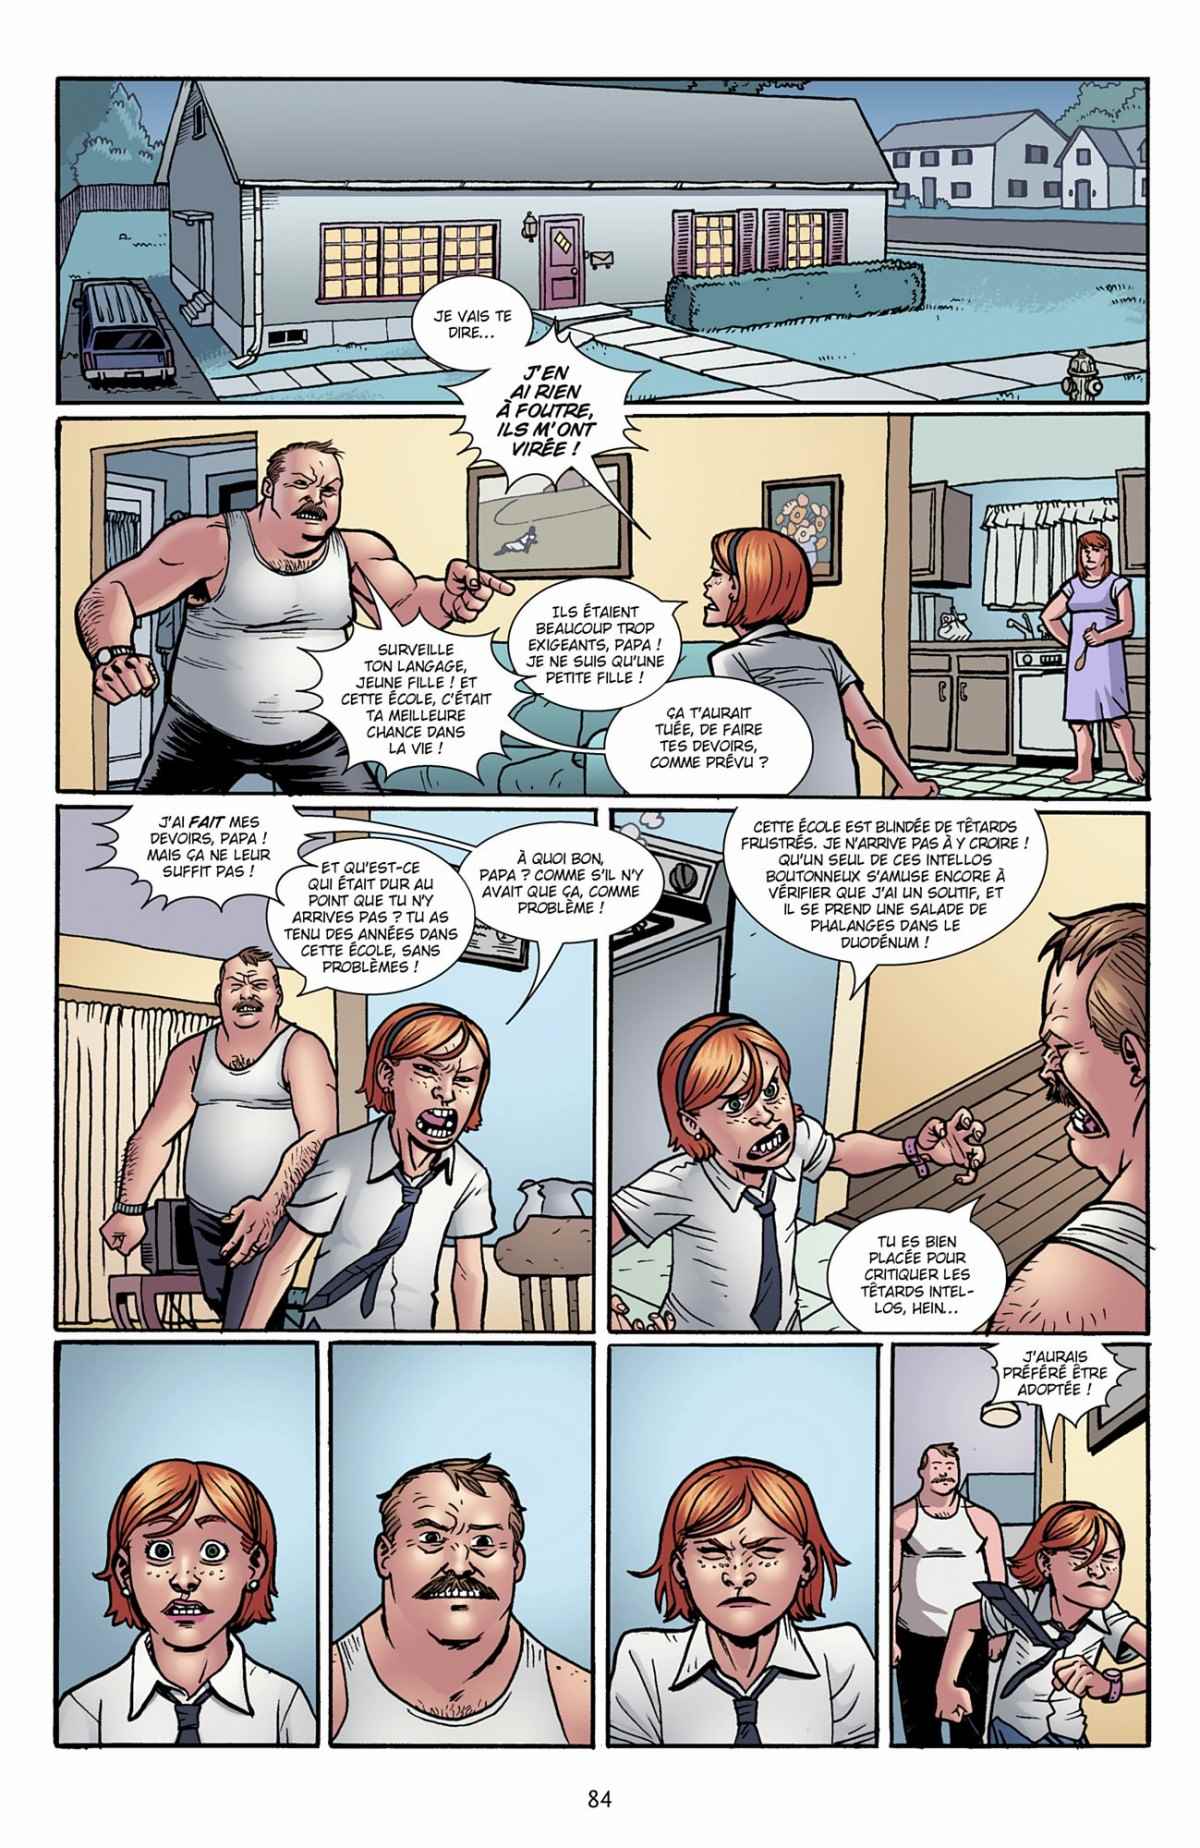 JE VAIS TE
DIRE...
J'EN
AI RIEN
À FOUTRE,
ILS M'ONT
VIRÉE !
SURVEILLE
TON LANGAGE,
JEUNE FILLE ! ET
CETTE ÉCOLE, C'ÉTAIT
TA MEILLEURE
CHANCE DANS
LA VIE !
ILS ÉTAIENT
BEAUCOUP TROP
EXIGEANTS, PAPA !
JE NE SUIS QU'UNE
PETITE FILLE !
ÇA T'AURAIT
TUÉE, DE FAIRE
TES DEVOIRS,
COMME PRÉVU ?
J'AI FAIT MES
DEVOIRS, PAPA !
MAIS ÇA NE LEUR
SUFFIT PAS !
ET QU'EST-CE
QUI ÉTAIT DUR AU
POINT QUE TU N'Y
ARRIVES PAS ? TU AS
TENU DES ANNÉES DANS
CETTE ÉCOLE, SANS
PROBLÈMES !
À QUOI BON,
PAPA ? COMME S'IL N'Y
AVAIT QUE ÇA, COMME
PROBLÈME !
CETTE ÉCOLE EST BLINDÉE DE TÊTARDS
FRUSTRÉS. JE N'ARRIVE PAS À Y CROIRE !
QU'UN SEUL DE CES INTELLOS
BOUTONNEUX S'AMUSE ENCORE À
VÉRIFIER QUE J'AI UN SOUTIF, ET
IL SE PREND UNE SALADE DE
PHALANGES DANS LE
DUODÉNUM !
TU ES BIEN
PLACÉE POUR
CRITIQUER LES
TÊTARDS INTEL-
LOS, HEIN...
J'AURAIS
PRÉFÉRÉ ÊTRE
ADOPTÉE !
84